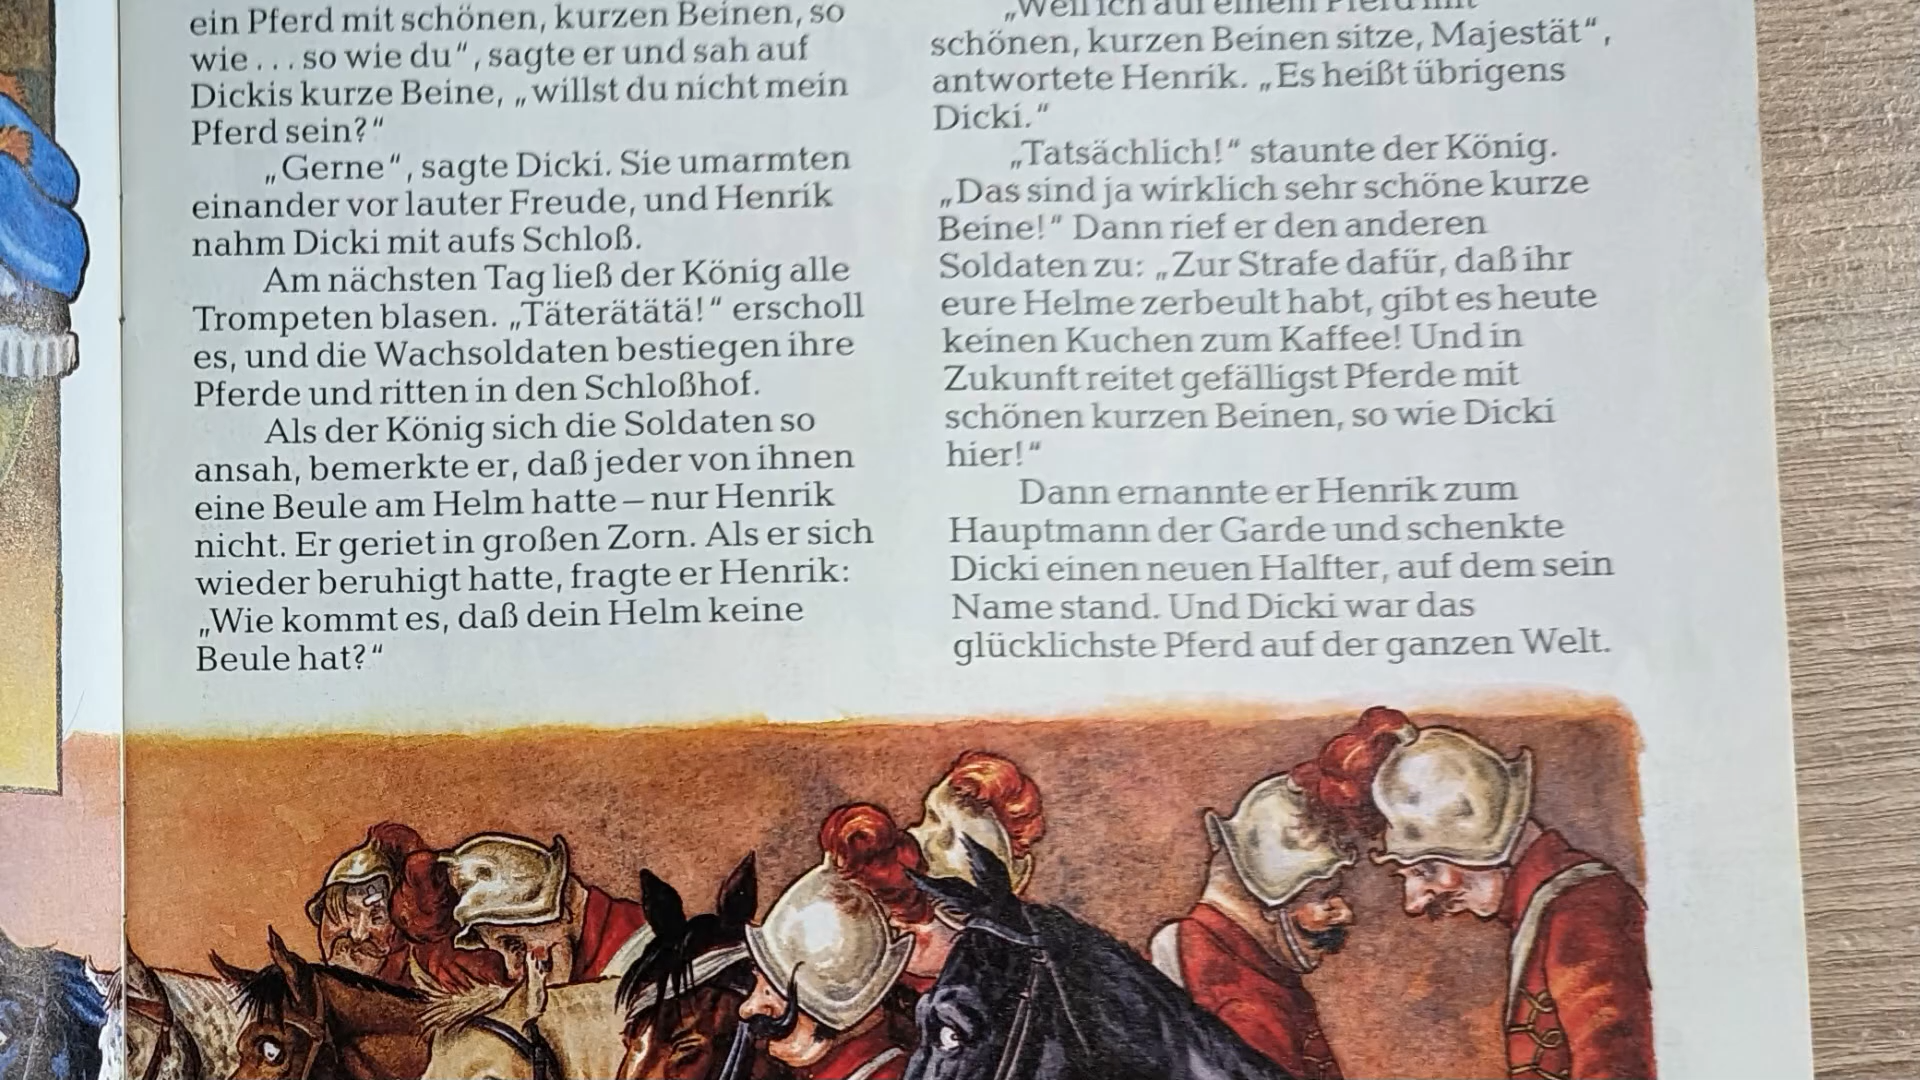 ein Pferd mit schönen, kurzen Beinen, so
wie . . . so wie du“, sagte er und sah auf
Dickis kurze Beine, „willst du nicht mein
Pferd sein?“
„Gerne“, sagte Dicki. Sie umarmten
einander vor lauter Freude, und Henrik
nahm Dicki mit aufs Schloß.
Am nächsten Tag ließ der König alle
Trompeten blasen. „Täterätätä!“ erscholl
es, und die Wachsoldaten bestiegen ihre
Pferde und ritten in den Schloßhof.
Als der König sich die Soldaten so
ansah, bemerkte er, daß jeder von ihnen
eine Beule am Helm hatte – nur Henrik
nicht. Er geriet in großen Zorn. Als er sich
wieder beruhigt hatte, fragte er Henrik:
„Wie kommt es, daß dein Helm keine
Beule hat?“
„Weil ich auf einem Pferd mit
schönen, kurzen Beinen sitze, Majestät“,
antwortete Henrik. „Es heißt übrigens
Dicki.“
„Tatsächlich!“ staunte der König.
„Das sind ja wirklich sehr schöne kurze
Beine!“ Dann rief er den anderen
Soldaten zu: „Zur Strafe dafür, daß ihr
eure Helme zerbeult habt, gibt es heute
keinen Kuchen zum Kaffee! Und in
Zukunft reitet gefälligst Pferde mit
schönen kurzen Beinen, so wie Dicki
hier!“
Dann ernannte er Henrik zum
Hauptmann der Garde und schenkte
Dicki einen neuen Halfter, auf dem sein
Name stand. Und Dicki war das
glücklichste Pferd auf der ganzen Welt.